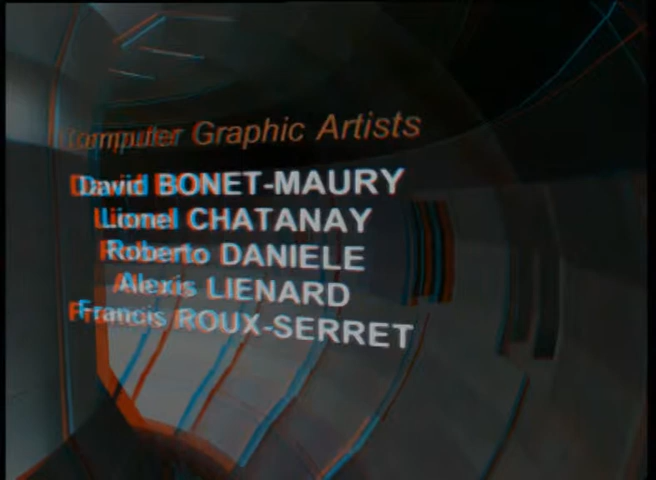 Computer Graphic Artists
David BONET-MAURY
Lionel CHATANAY
Roberto DANIELE
Alexis LIENARD
Francis ROUX-SERRET